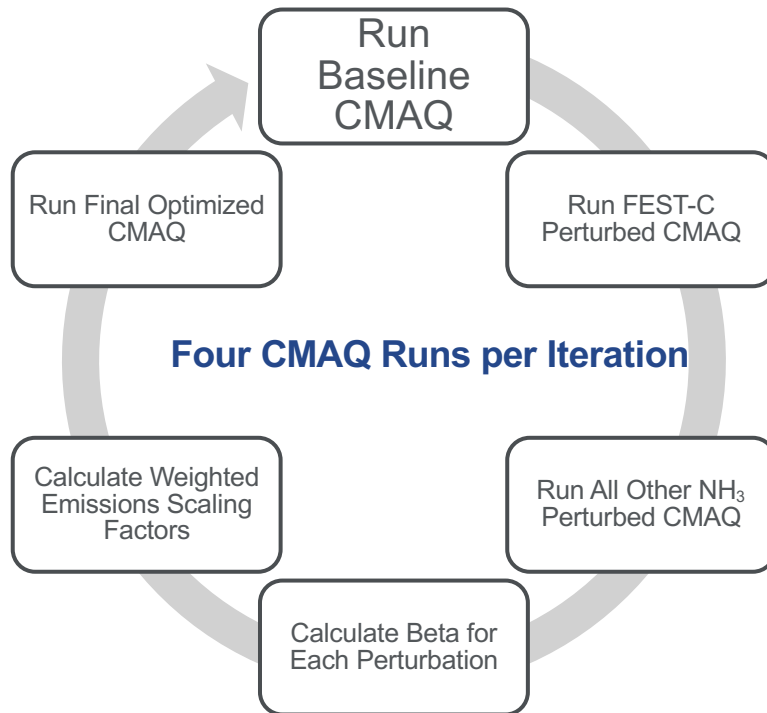 Run
Baseline
CMAQ
Run FEST-C
Perturbed CMAQ
Run All Other NH₃
Perturbed CMAQ
Calculate Beta for
Each Perturbation
Calculate Weighted
Emissions Scaling
Factors
Run Final Optimized
CMAQ
Four CMAQ Runs per Iteration